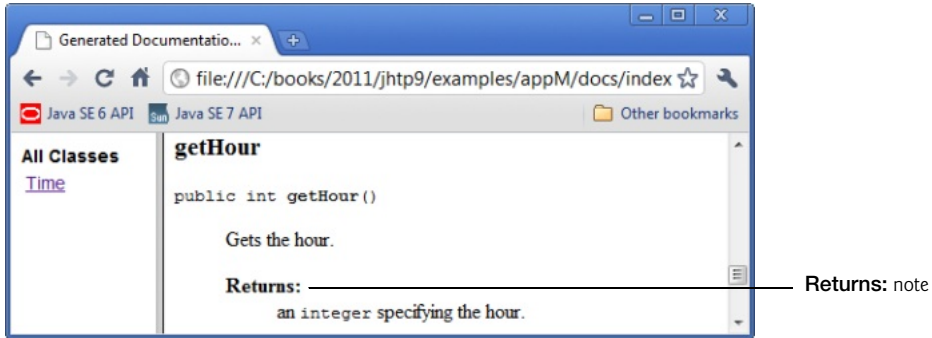 Generated Documentatio...
file:///C:/books/2011/jhtp9/examples/appM/docs/index
Java SE 6 API
Sun
Java SE 7 API
Other bookmarks
All Classes
Time
getHour
public int getHour()
Gets the hour.
Returns:
an integer specifying the hour.
Returns: note